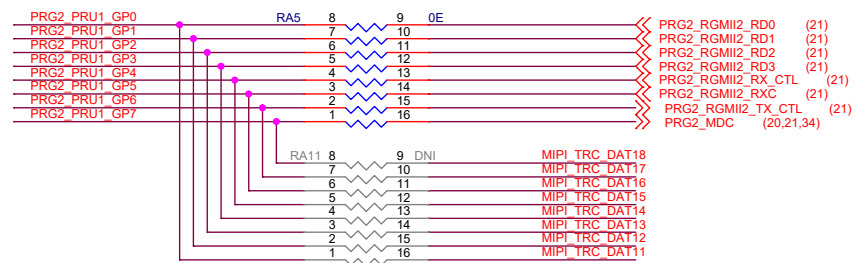 PRG2_PRU1_GP0 RA5 8 9 0E PRG2_RGMII2_RD0 (21)
PRG2_PRU1_GP1 7 10 PRG2_RGMII2_RD1 (21)
PRG2_PRU1_GP2 6 11 PRG2_RGMII2_RD2 (21)
PRG2_PRU1_GP3 5 12 PRG2_RGMII2_RD3 (21)
PRG2_PRU1_GP4 4 13 PRG2_RGMII2_RX_CTL (21)
PRG2_PRU1_GP5 3 14 PRG2_RGMII2_RXC (21)
PRG2_PRU1_GP6 2 15 PRG2_RGMII2_TX_CTL (21)
PRG2_PRU1_GP7 1 16 PRG2_MDC (20,21,34)
RA11 8 9 DNI MIPI_TRC_DAT18
7 10 MIPI_TRC_DAT17
6 11 MIPI_TRC_DAT16
5 12 MIPI_TRC_DAT15
4 13 MIPI_TRC_DAT14
3 14 MIPI_TRC_DAT13
2 15 MIPI_TRC_DAT12
1 16 MIPI_TRC_DAT11